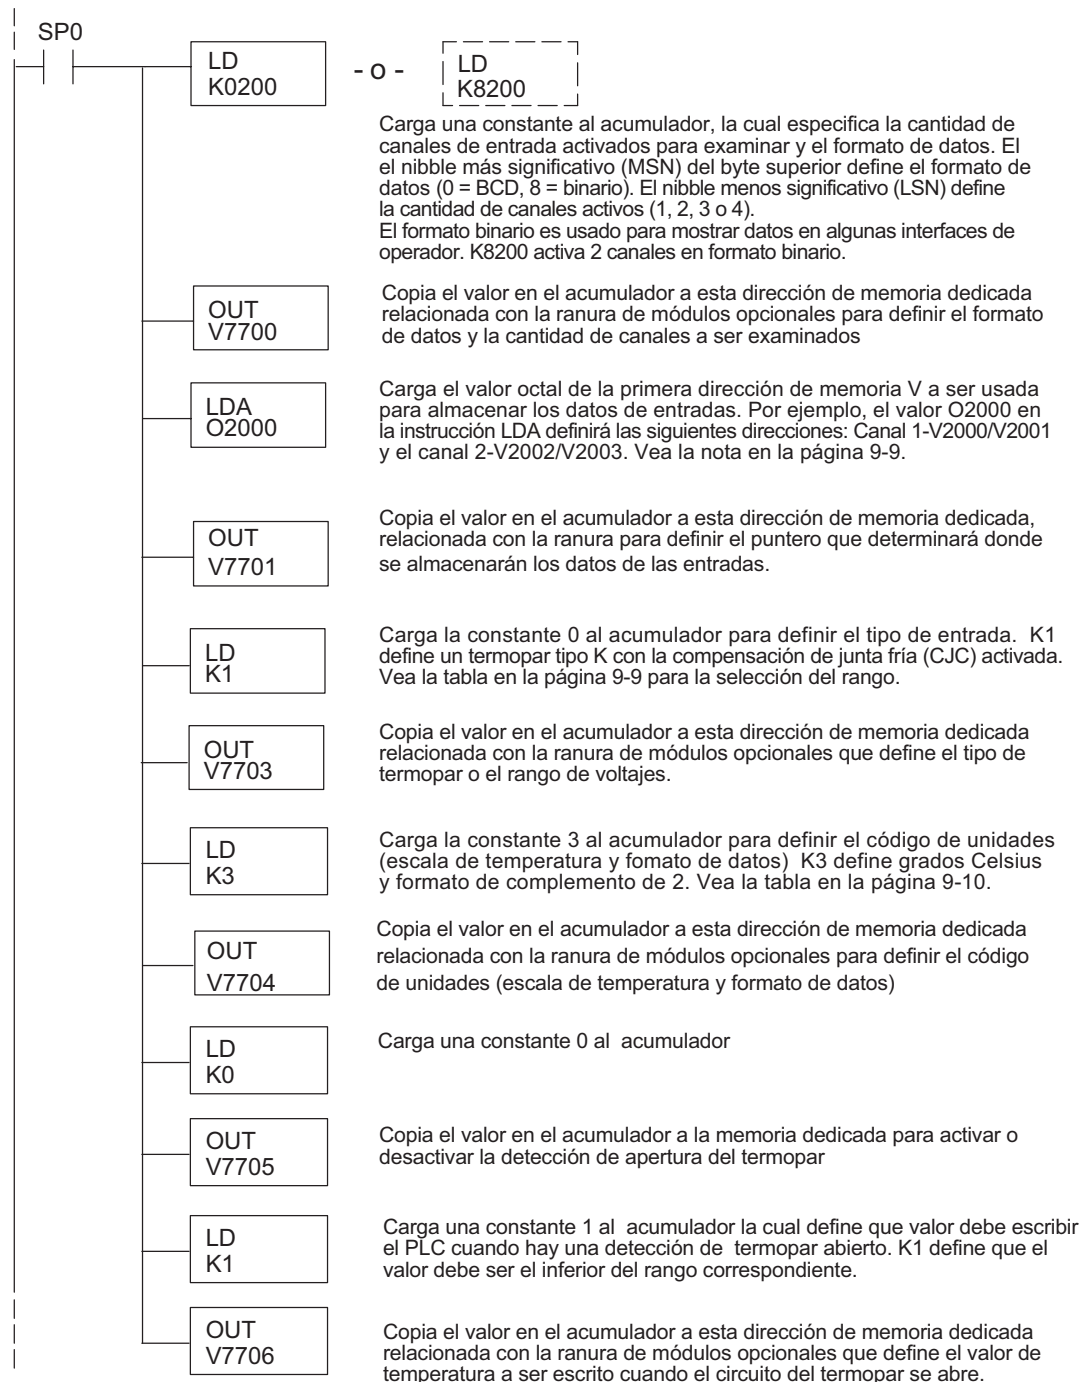 SP0
LD
K0200
- o -
LD
K8200
Carga una constante al acumulador, la cual especifica la cantidad de
canales de entrada activados para examinar y el formato de datos. El
el nibble más significativo (MSN) del byte superior define el formato de
datos (0 = BCD, 8 = binario). El nibble menos significativo (LSN) define
la cantidad de canales activos (1, 2, 3 o 4).
El formato binario es usado para mostrar datos en algunas interfaces de
operador. K8200 activa 2 canales en formato binario.
OUT
V7700
Copia el valor en el acumulador a esta dirección de memoria dedicada
relacionada con la ranura de módulos opcionales para definir el formato
de datos y la cantidad de canales a ser examinados
LDA
O2000
Carga el valor octal de la primera dirección de memoria V a ser usada
para almacenar los datos de entradas. Por ejemplo, el valor O2000 en
la instrucción LDA definirá las siguientes direcciones: Canal 1-V2000/V2001
y el canal 2-V2002/V2003. Vea la nota en la página 9-9.
OUT
V7701
Copia el valor en el acumulador a esta dirección de memoria dedicada,
relacionada con la ranura para definir el puntero que determinará donde
se almacenarán los datos de las entradas.
LD
K1
Carga la constante 0 al acumulador para definir el tipo de entrada. K1
define un termopar tipo K con la compensación de junta fría (CJC) activada.
Vea la tabla en la página 9-9 para la selección del rango.
OUT
V7703
Copia el valor en el acumulador a esta dirección de memoria dedicada
relacionada con la ranura de módulos opcionales que define el tipo de
termopar o el rango de voltajes.
LD
K3
Carga la constante 3 al acumulador para definir el código de unidades
(escala de temperatura y fomato de datos) K3 define grados Celsius
y formato de complemento de 2. Vea la tabla en la página 9-10.
OUT
V7704
Copia el valor en el acumulador a esta dirección de memoria dedicada
relacionada con la ranura de módulos opcionales para definir el código
de unidades (escala de temperatura y formato de datos)
LD
K0
Carga una constante 0 al acumulador
OUT
V7705
Copia el valor en el acumulador a la memoria dedicada para activar o
desactivar la detección de apertura del termopar
LD
K1
Carga una constante 1 al acumulador la cual define que valor debe escribir
el PLC cuando hay una detección de termopar abierto. K1 define que el
valor debe ser el inferior del rango correspondiente.
OUT
V7706
Copia el valor en el acumulador a esta dirección de memoria dedicada
relacionada con la ranura de módulos opcionales que define el valor de
temperatura a ser escrito cuando el circuito del termopar se abre.